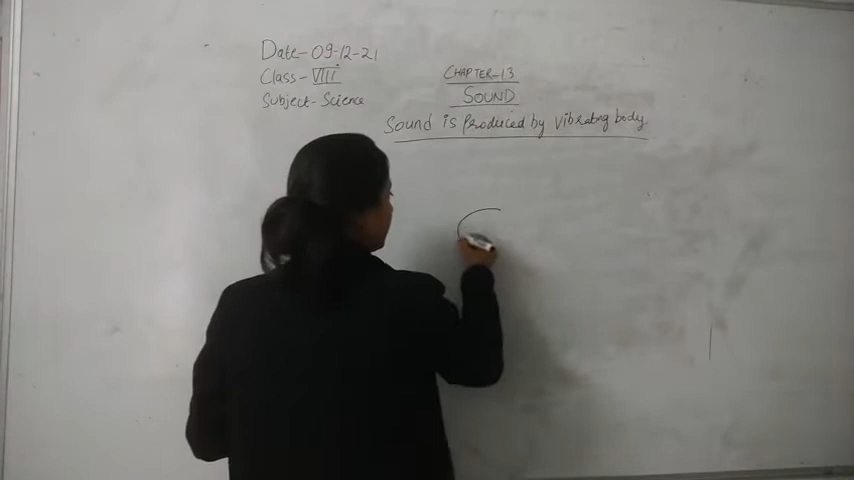 Date-09-12-21
Class-VIII
Subject-Science
CHAPTER-13
SOUND
Sound is Produced by vibrating body